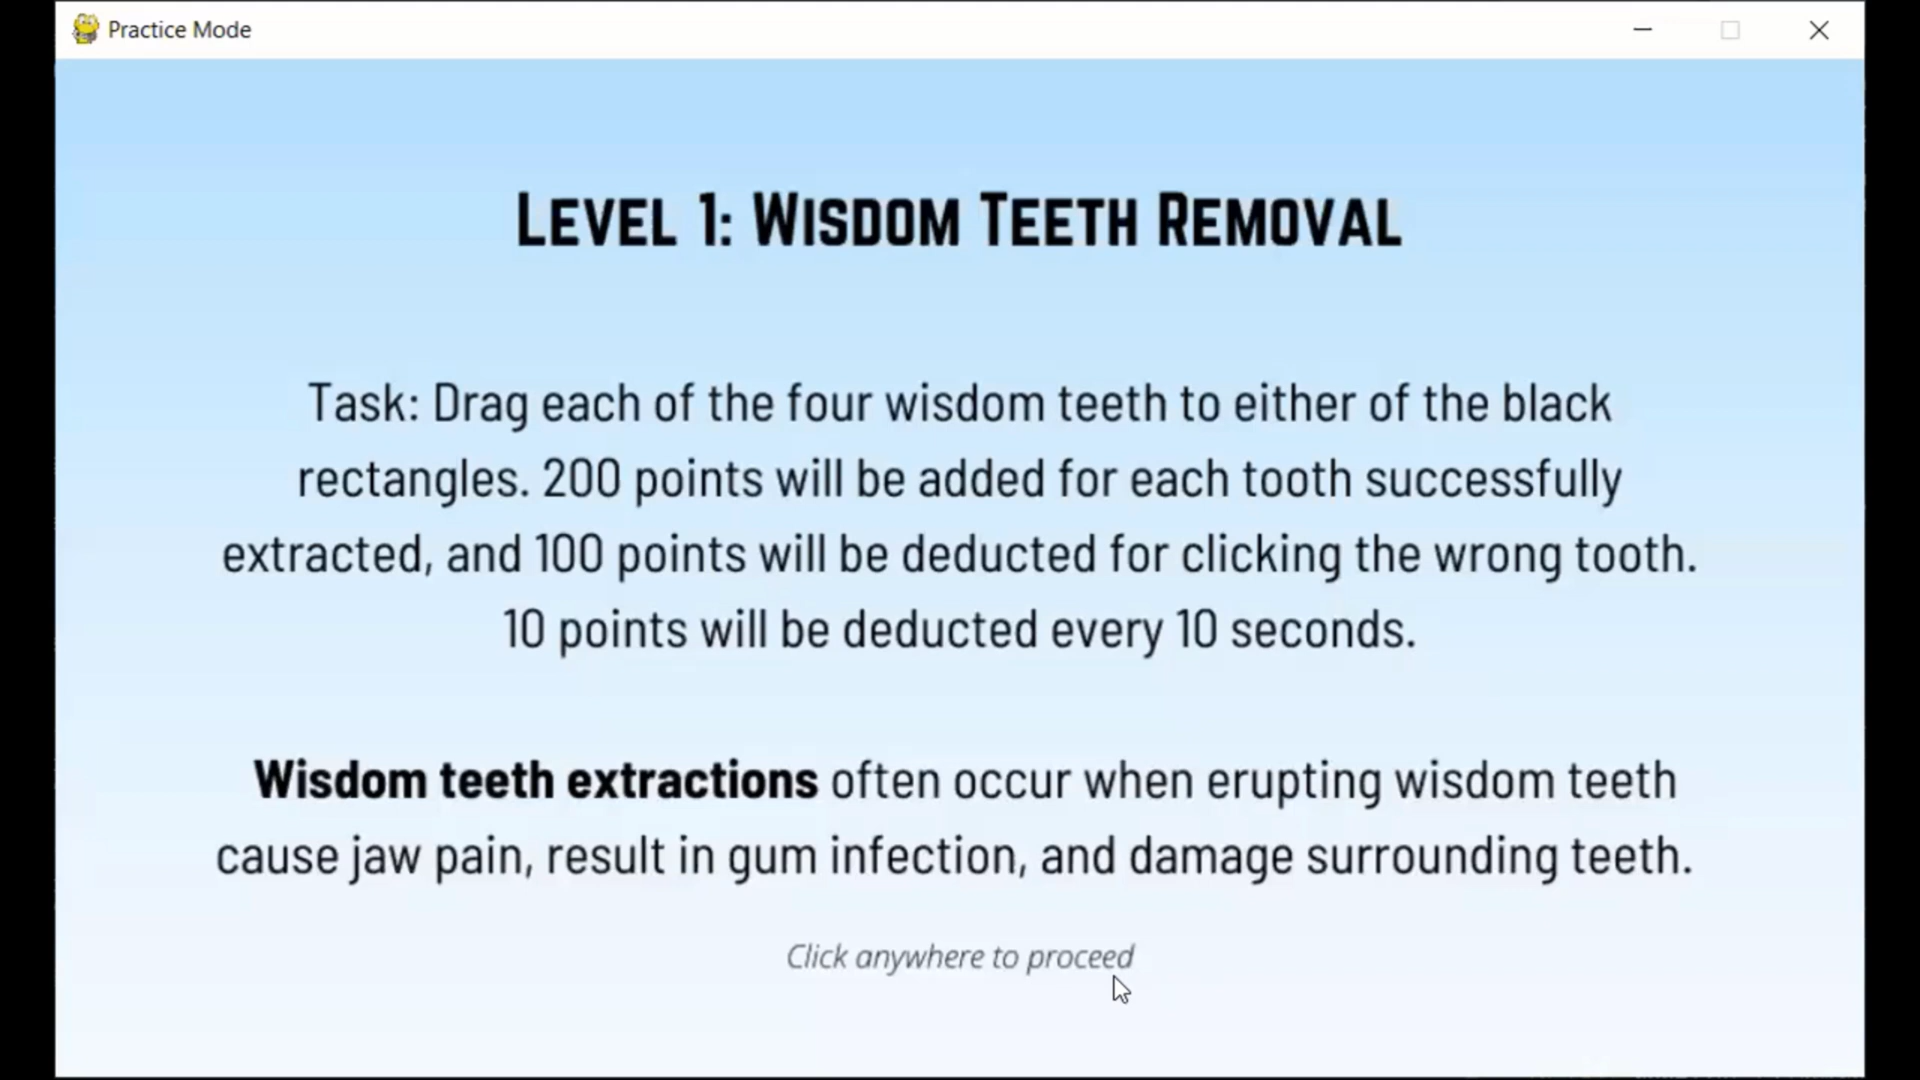 Practice Mode
LEVEL 1: WISDOM TEETH REMOVAL
Task: Drag each of the four wisdom teeth to either of the black
rectangles. 200 points will be added for each tooth successfully
extracted, and 100 points will be deducted for clicking the wrong tooth.
10 points will be deducted every 10 seconds.
Wisdom teeth extractions often occur when erupting wisdom teeth
cause jaw pain, result in gum infection, and damage surrounding teeth.
Click anywhere to proceed